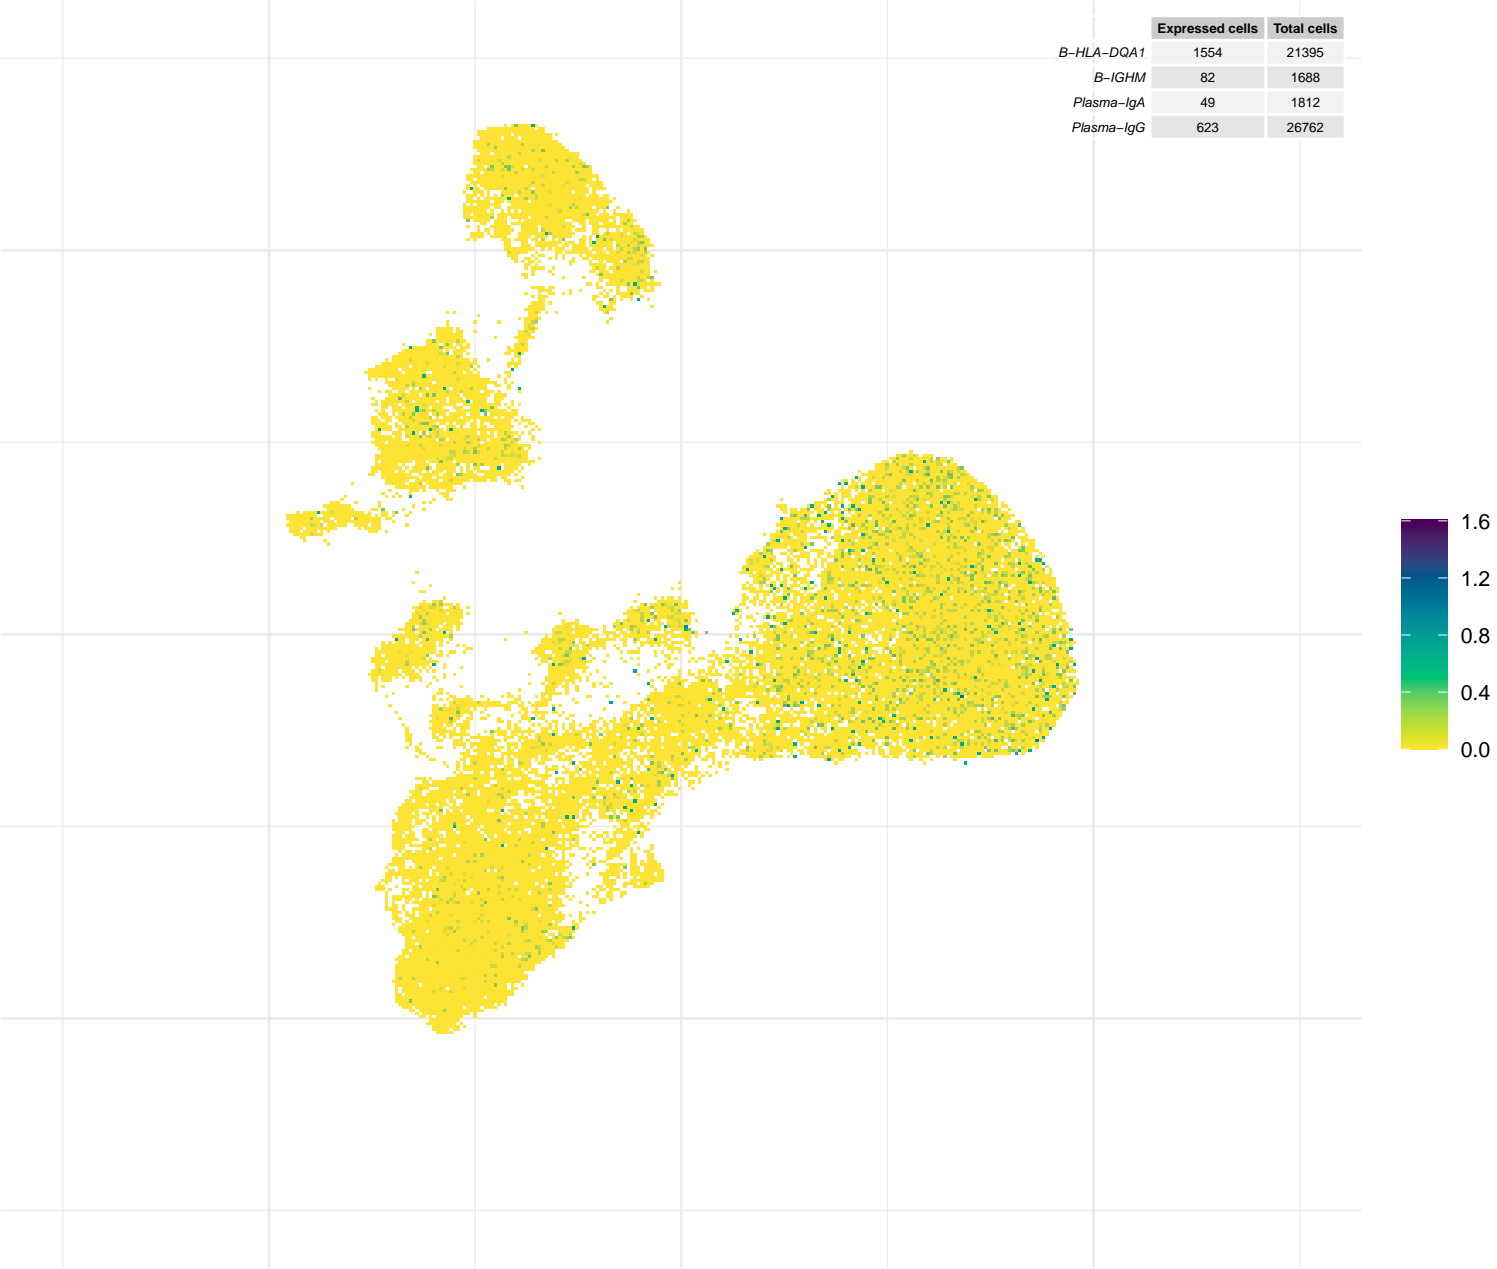 Expressed cells Total cells
B−HLA−DQA1 1554 21395
B−IGHM 82 1688
Plasma−IgA 49 1812
Plasma−IgG 623 26762
1.6
1.2
0.8
0.4
0.0